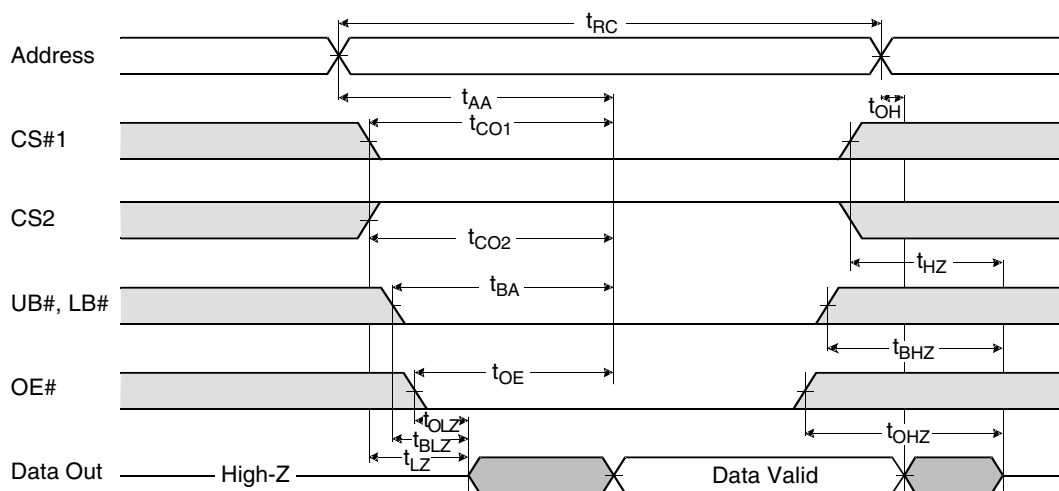 tRC
Address
tAA
tOH
CS#1
tCO1
CS2
tCO2
tHZ
UB#, LB#
tBA
tBHZ
OE#
tOE
tOLZ
tBLZ
tOHZ
tLZ
Data Out
High-Z
Data Valid